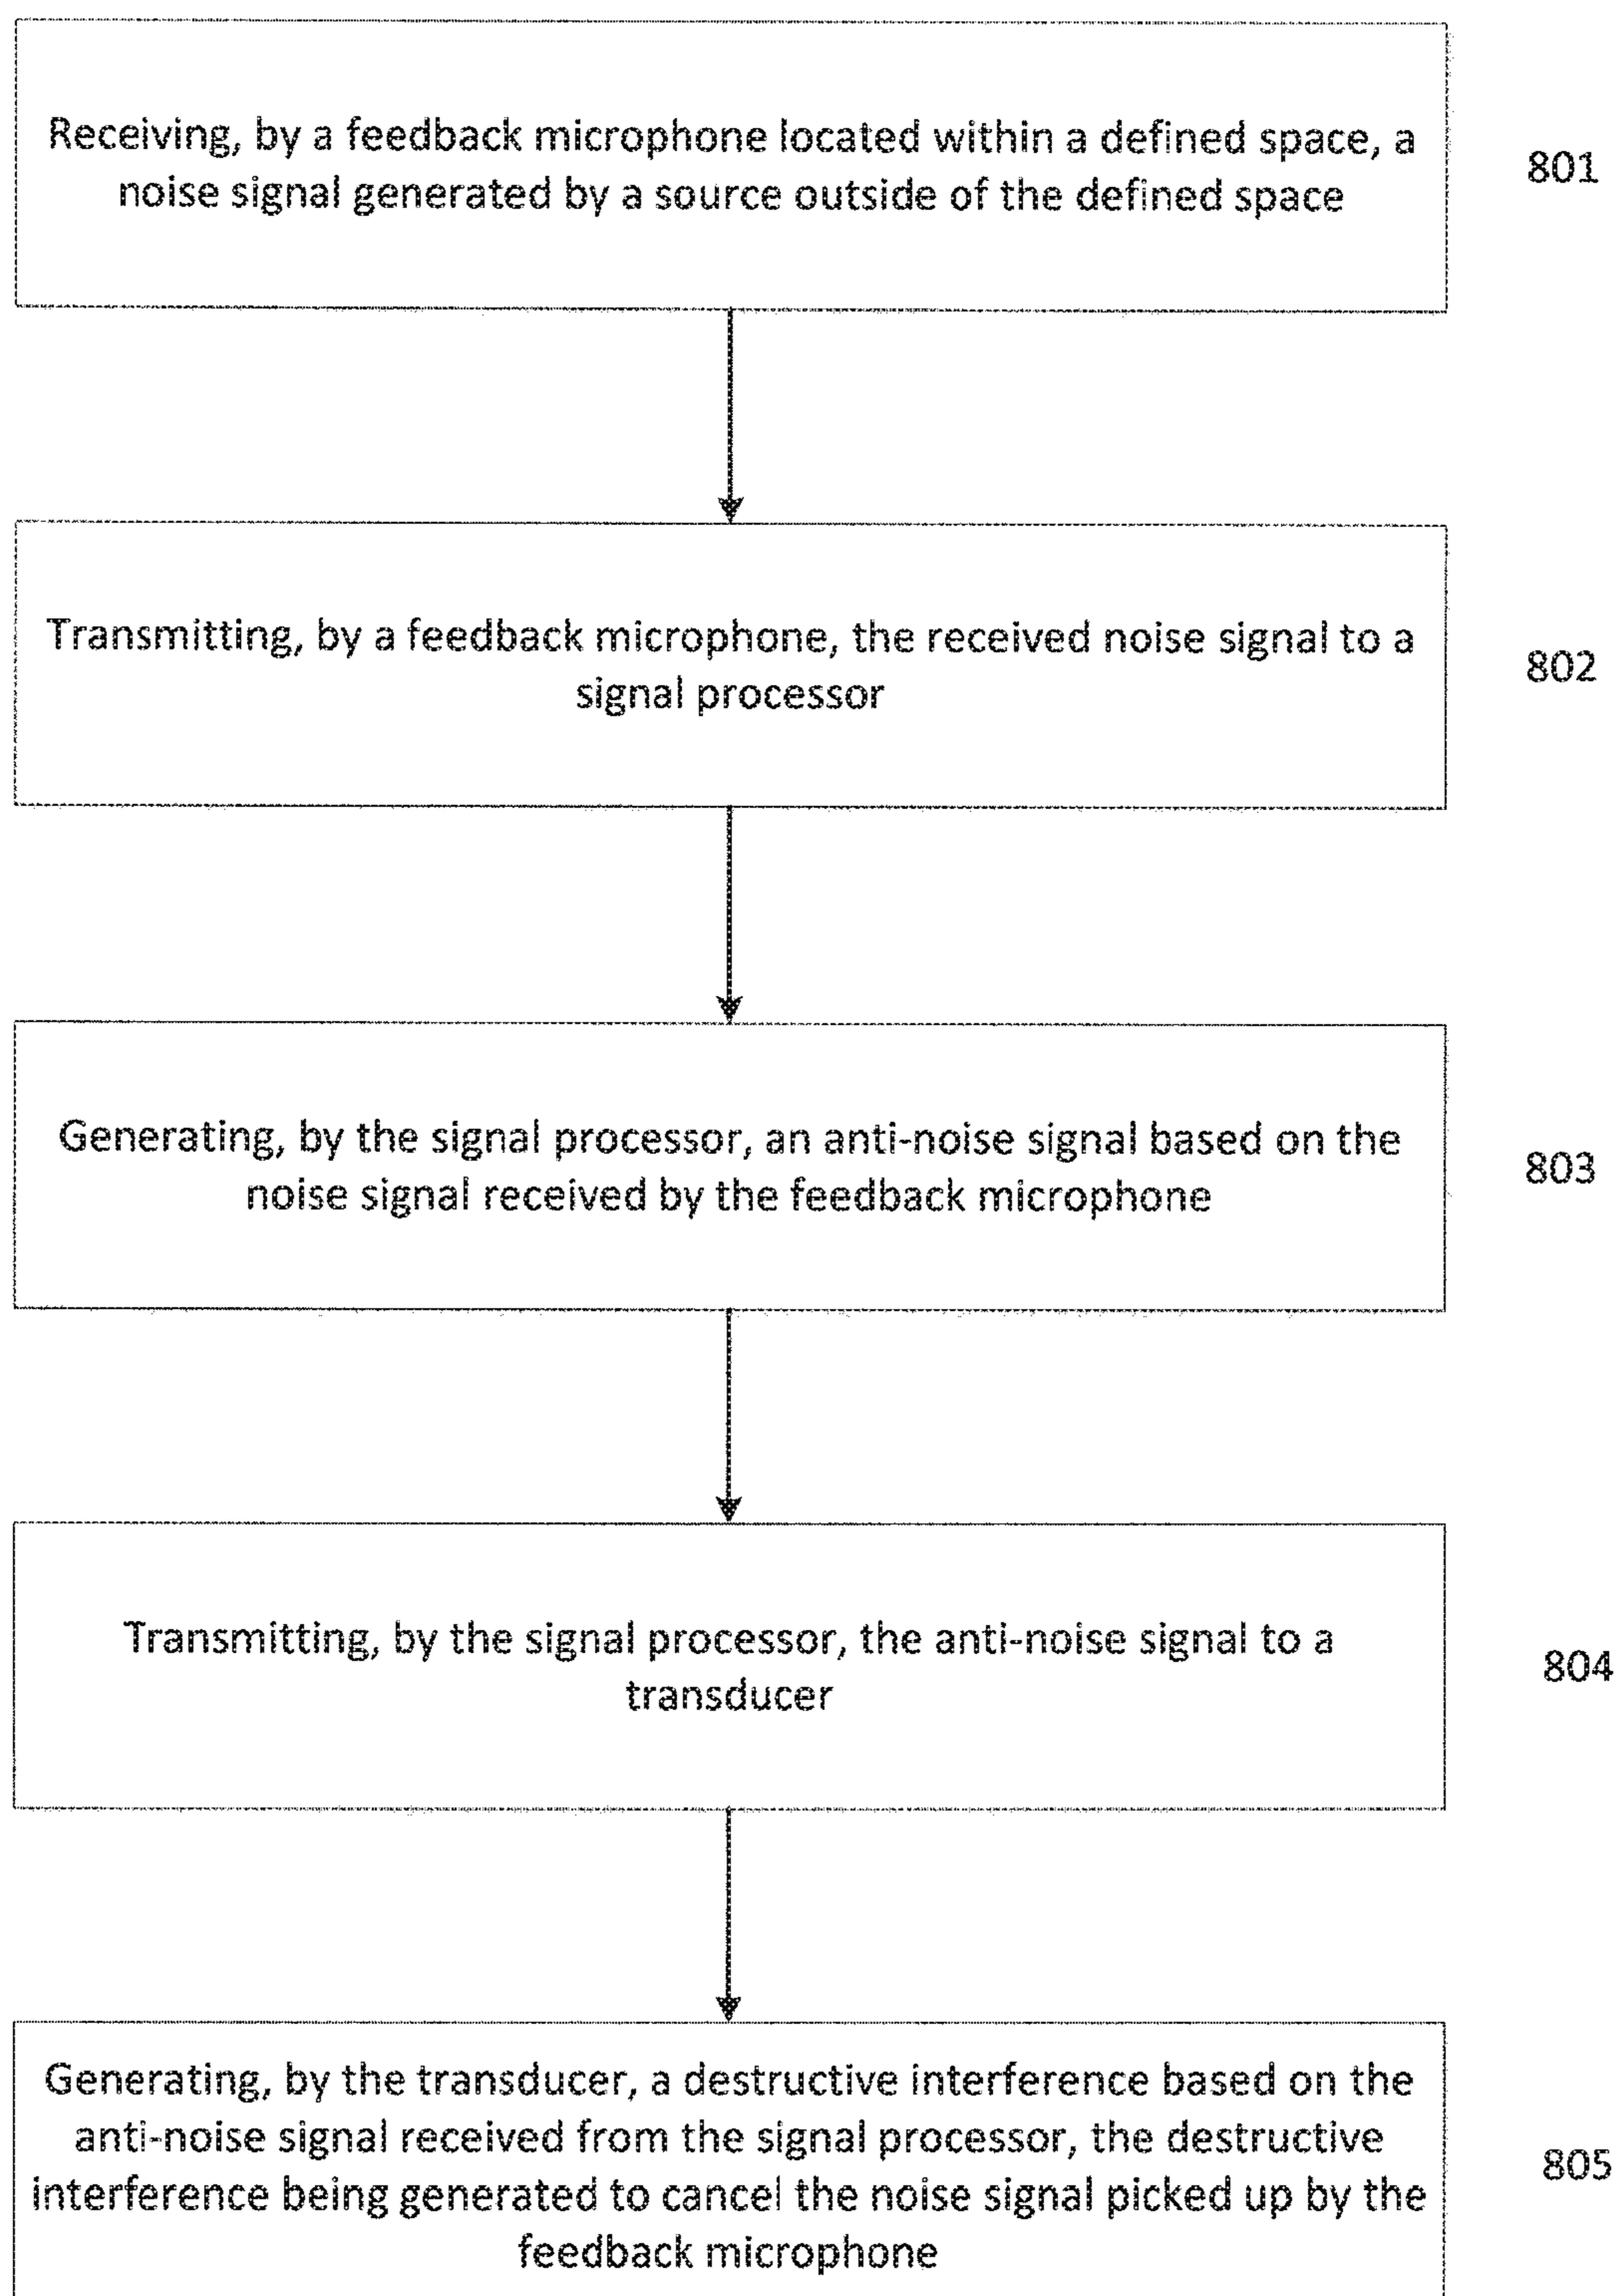 Receiving, by a feedback microphone located within a defined space, a
noise signal generated by a source outside of the defined space
801
Transmitting, by a feedback microphone, the received noise signal to a
signal processor
802
Generating, by the signal processor, an anti-noise signal based on the
noise signal received by the feedback microphone
803
Transmitting, by the signal processor, the anti-noise signal to a
transducer
804
Generating, by the transducer, a destructive interference based on the
anti-noise signal received from the signal processor, the destructive
interference being generated to cancel the noise signal picked up by the
feedback microphone
805